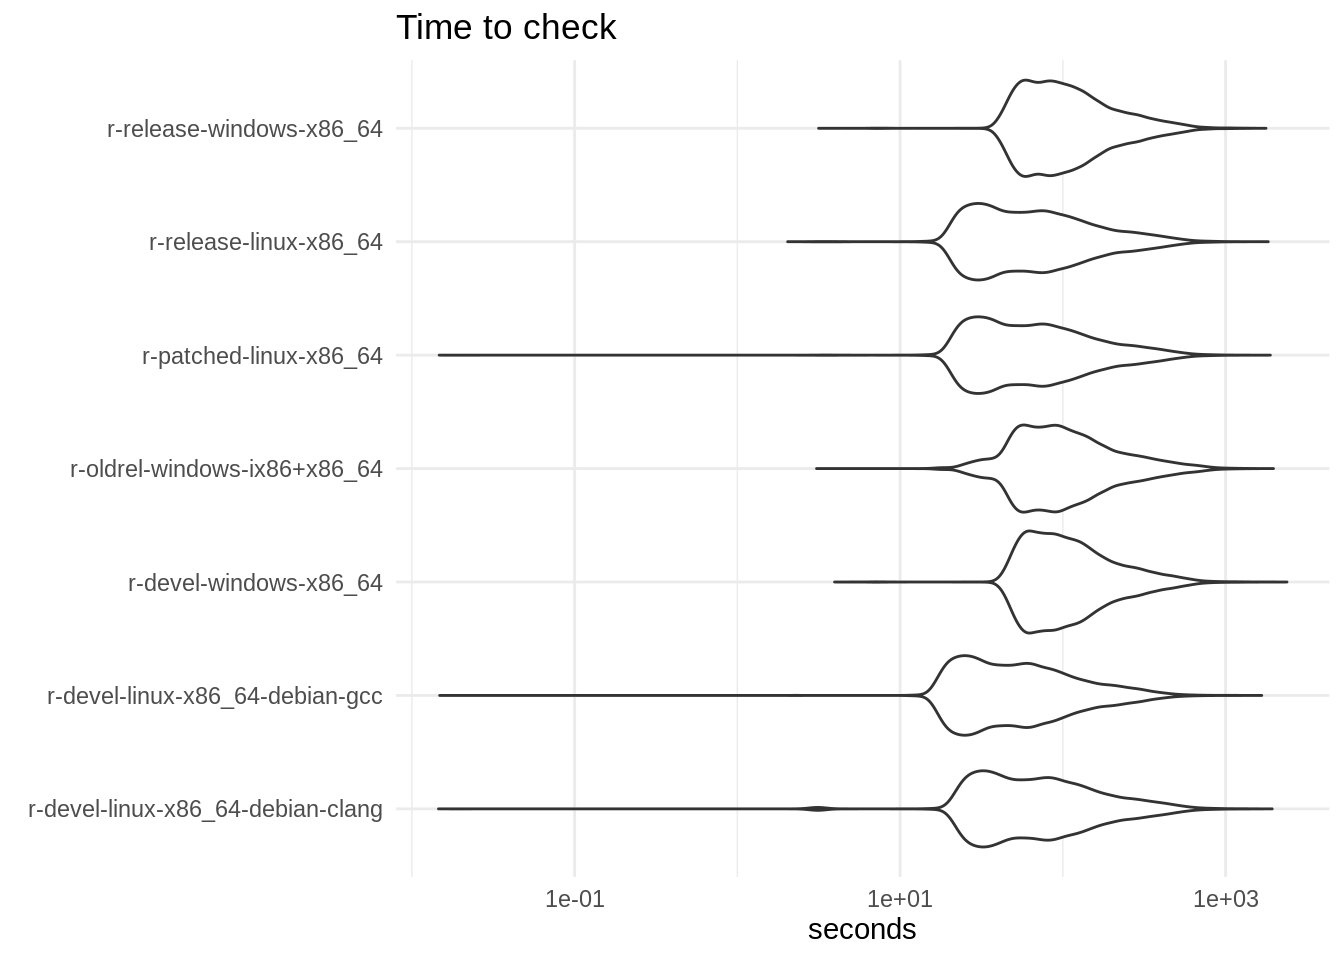 Time to check
r-release-windows-x86_64
r-release-linux-x86_64
r-patched-linux-x86_64
r-oldrel-windows-ix86+x86_64
r-devel-windows-x86_64
r-devel-linux-x86_64-debian-gcc
r-devel-linux-x86_64-debian-clang
1e-01 1e+01 1e+03
seconds